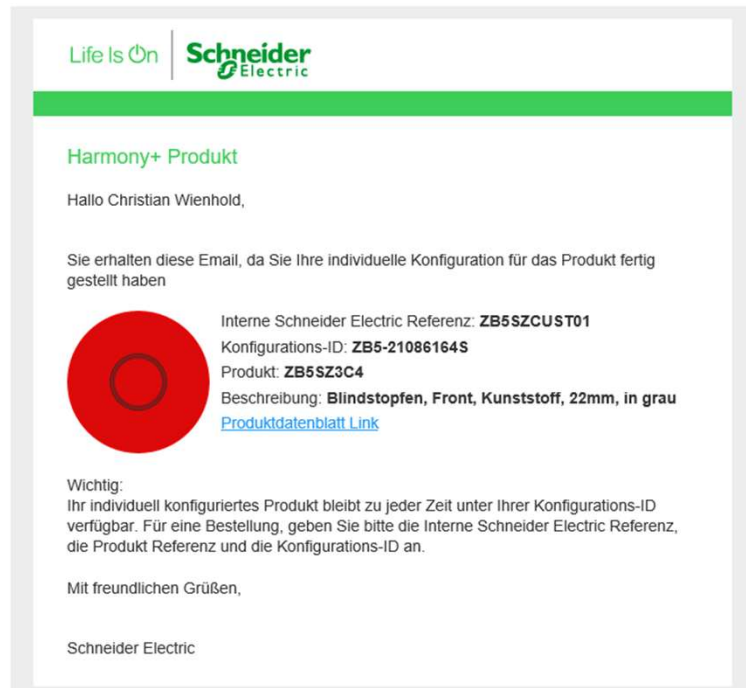 Life Is On
Schneider
Electric
Harmony+ Produkt
Hallo Christian Wienhold,
Sie erhalten diese Email, da Sie Ihre individuelle Konfiguration für das Produkt fertig
gestellt haben
Interne Schneider Electric Referenz: ZB5SZCUST01
Konfigurations-ID: ZB5-21086164S
Produkt: ZB5SZ3C4
Beschreibung: Blindstopfen, Front, Kunststoff, 22mm, in grau
Produktdatenblatt Link
Wichtig:
Ihr individuell konfiguriertes Produkt bleibt zu jeder Zeit unter Ihrer Konfigurations-ID
verfügbar. Für eine Bestellung, geben Sie bitte die Interne Schneider Electric Referenz,
die Produkt Referenz und die Konfigurations-ID an.
Mit freundlichen Grüßen,
Schneider Electric